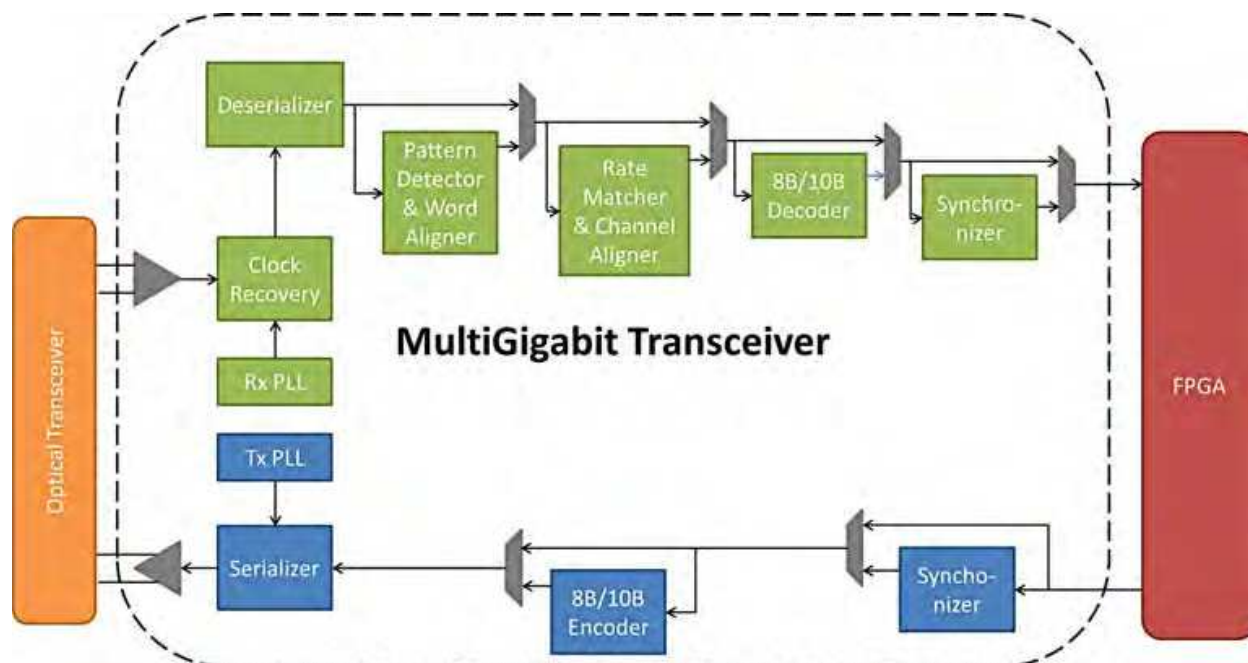 Deserializer
Pattern
Detector
& Word
Aligner
Rate
Matcher
& Channel
Aligner
8B/10B
Decoder
Synchro-
nizer
Clock
Recovery
MultiGigabit Transceiver
Rx PLL
Tx PLL
Optical Transceiver
FPGA
Serializer
8B/10B
Encoder
Syncho-
nizer